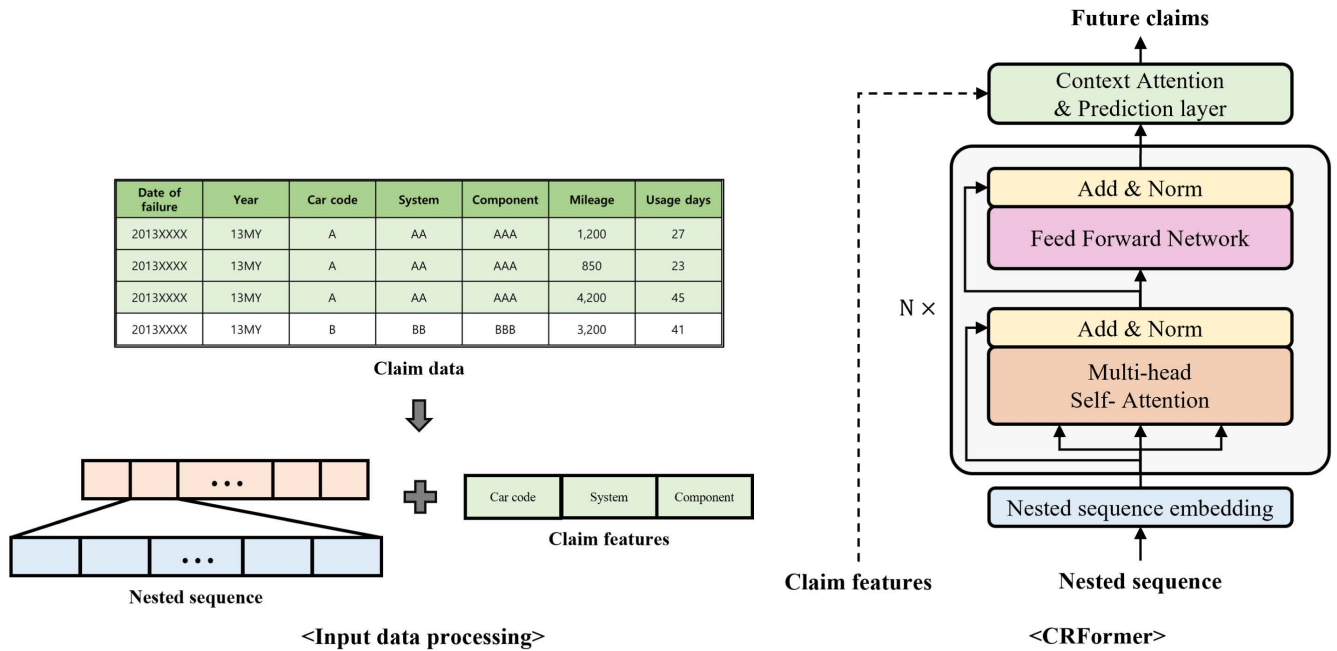 Date of failure Year Car code System Component Mileage Usage days
2013XXXX 13MY A AA AAA 1,200 27
2013XXXX 13MY A AA AAA 850 23
2013XXXX 13MY A AA AAA 4,200 45
2013XXXX 13MY B BB BBB 3,200 41
Claim data
...
Car code System Component
Claim features
...
Nested sequence
<Input data processing>
Future claims
Context Attention
& Prediction layer
Add & Norm
Feed Forward Network
N ×
Add & Norm
Multi-head
Self- Attention
Nested sequence embedding
Claim features
Nested sequence
<CRFormer>